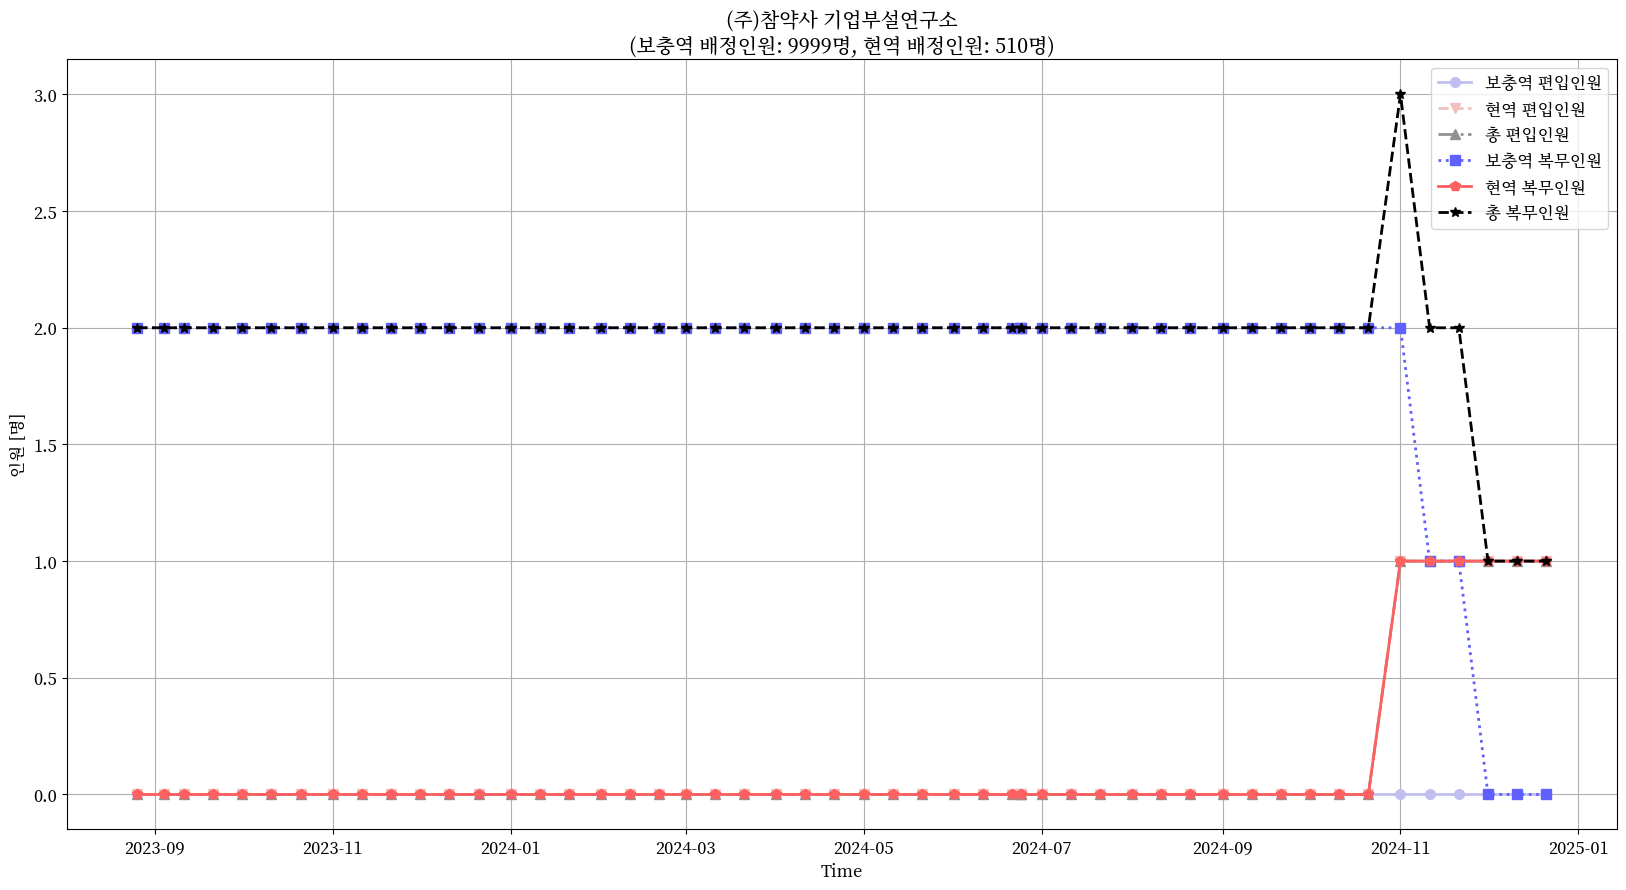 (주)참약사 기업부설연구소
(보충역 배정인원: 9999명, 현역 배정인원: 510명)
보충역 편입인원
현역 편입인원
총 편입인원
보충역 복무인원
현역 복무인원
총 복무인원
인원 [명]
3.0
2.5
2.0
1.5
1.0
0.5
0.0
2023-09 2023-11 2024-01 2024-03 2024-05 2024-07 2024-09 2024-11 2025-01
Time